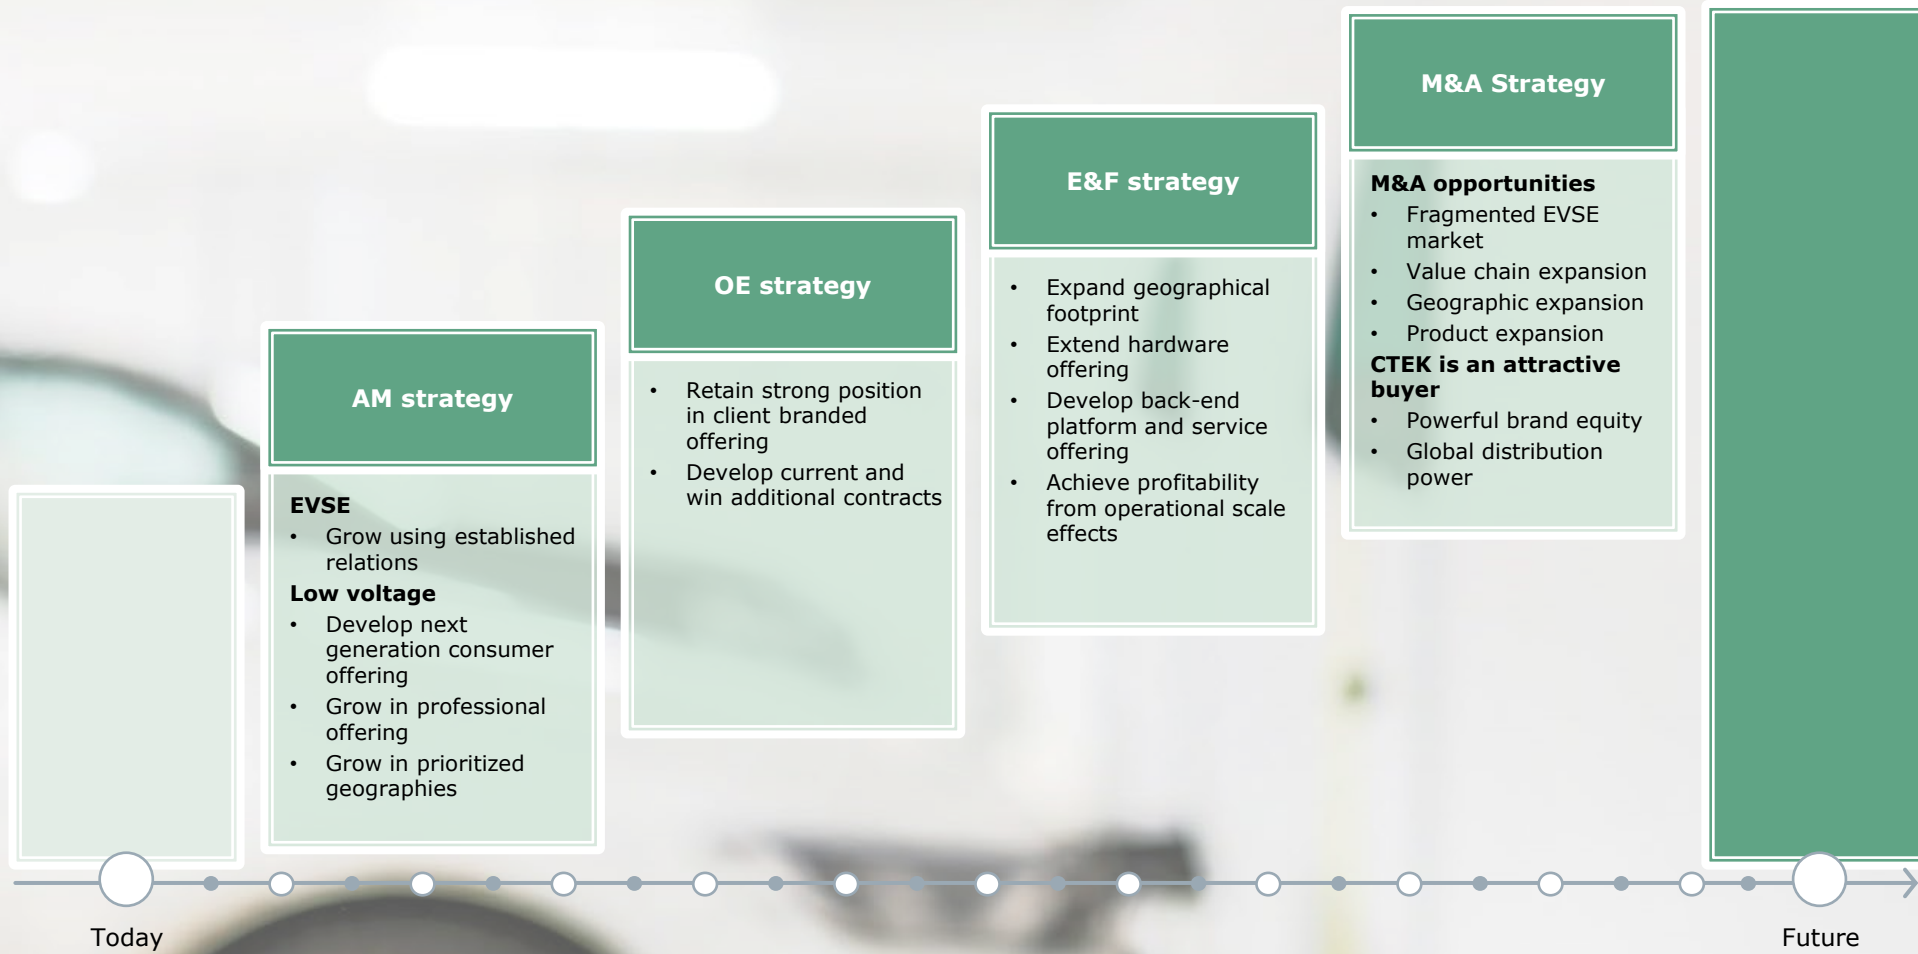 AM strategy
EVSE
• Grow using established
relations
Low voltage
• Develop next
generation consumer
offering
• Grow in professional
offering
• Grow in prioritized
geographies
OE strategy
• Retain strong position
in client branded
offering
• Develop current and
win additional contracts
E&F strategy
• Expand geographical
footprint
• Extend hardware
offering
• Develop back-end
platform and service
offering
• Achieve profitability
from operational scale
effects
M&A Strategy
M&A opportunities
• Fragmented EVSE
market
• Value chain expansion
• Geographic expansion
• Product expansion
CTEK is an attractive
buyer
• Powerful brand equity
• Global distribution
power
Today
Future